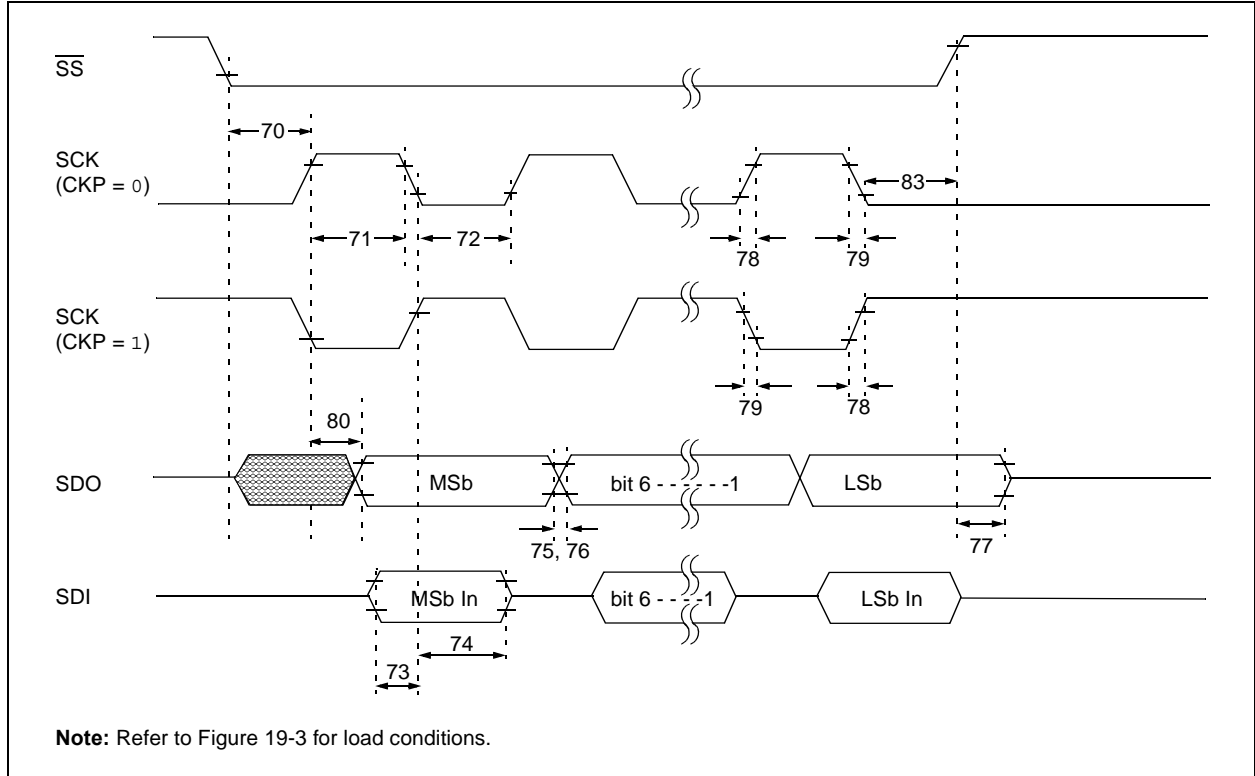 SS
70
SCK
(CKP = 0)
83
71
72
78
79
SCK
(CKP = 1)
79
78
80
SDO
MSb
bit 6 - - - - - -1
LSb
75, 76
77
SDI
MSb In
bit 6 - - - -1
LSb In
74
73
Note: Refer to Figure 19-3 for load conditions.